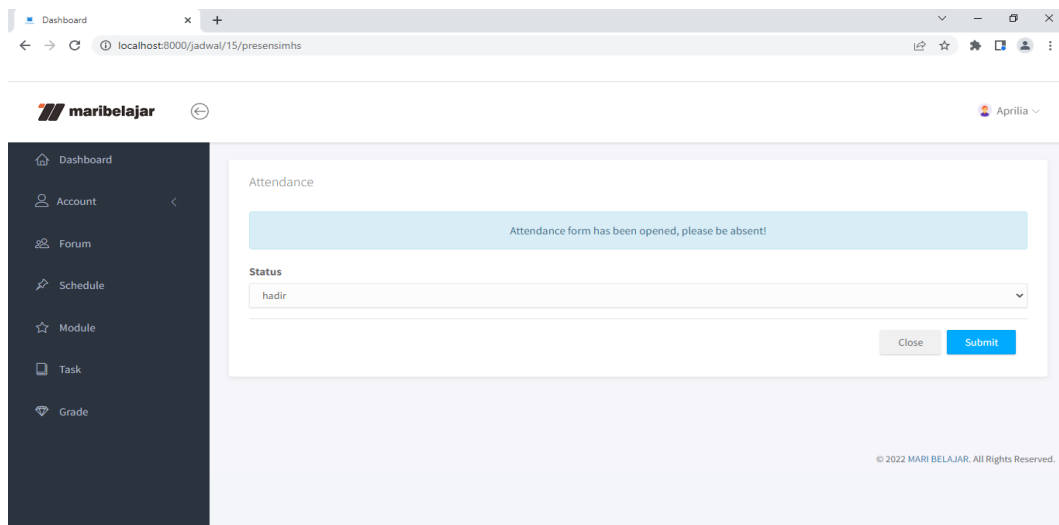 Dashboard
localhost:8000/jadwal/15/presensimhs
maribelajar
Aprilia
Dashboard
Account
Forum
Schedule
Module
Task
Grade
Attendance
Attendance form has been opened, please be absent!
Status
hadir
Close
Submit
© 2022 MARI BELAJAR. All Rights Reserved.